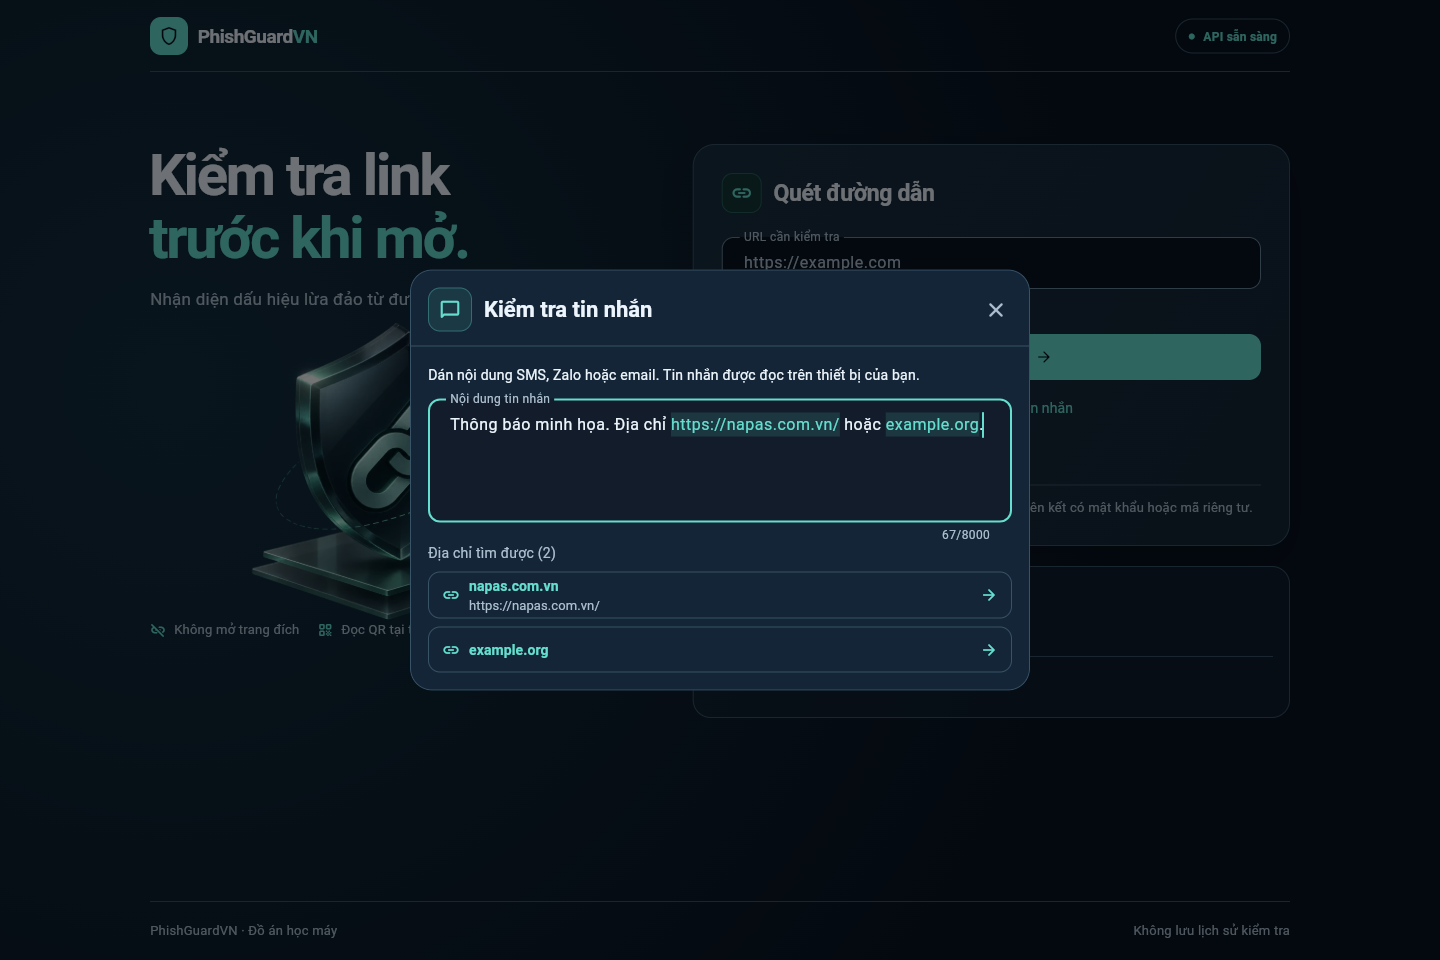 PhishGuardVN
API sẵn sàng
Kiểm tra link
trước khi mở.
Nhận diện dấu hiệu lừa đảo từ
Không mở trang đích
Đọc QR tại
Quét đường dẫn
URL cần kiểm tra
https://example.com
nhắn
kết có mật khẩu hoặc mã riêng tư.
Kiểm tra tin nhắn
Dán nội dung SMS, Zalo hoặc email. Tin nhắn được đọc trên thiết bị của bạn.
Nội dung tin nhắn
Thông báo minh họa. Địa chỉ https://napas.com.vn/ hoặc example.org.
67/8000
Địa chỉ tìm được (2)
napas.com.vn
https://napas.com.vn/
example.org
PhishGuardVN · Đồ án học máy
Không lưu lịch sử kiểm tra